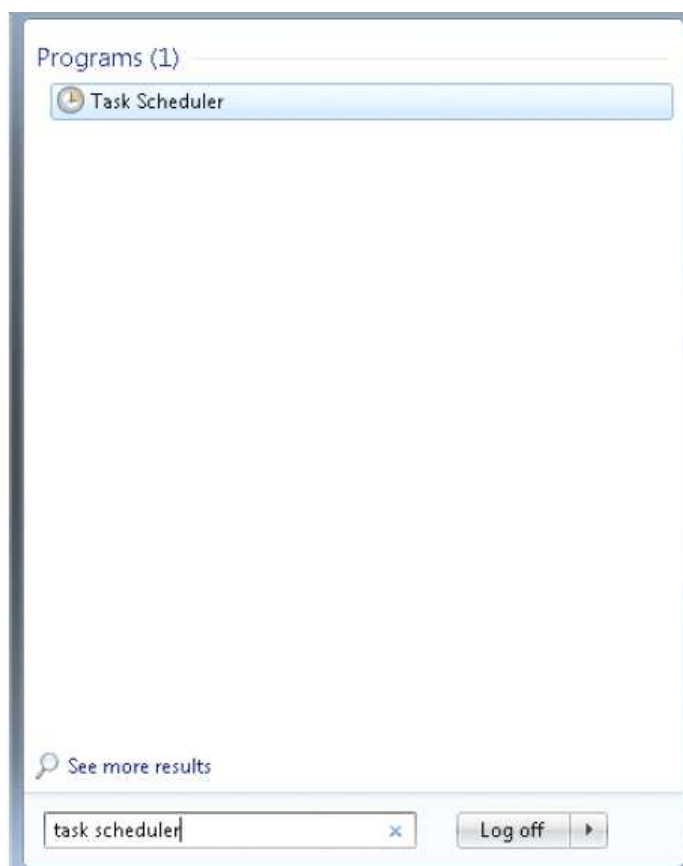 Programs (1)
Task Scheduler
See more results
task scheduler
Log off